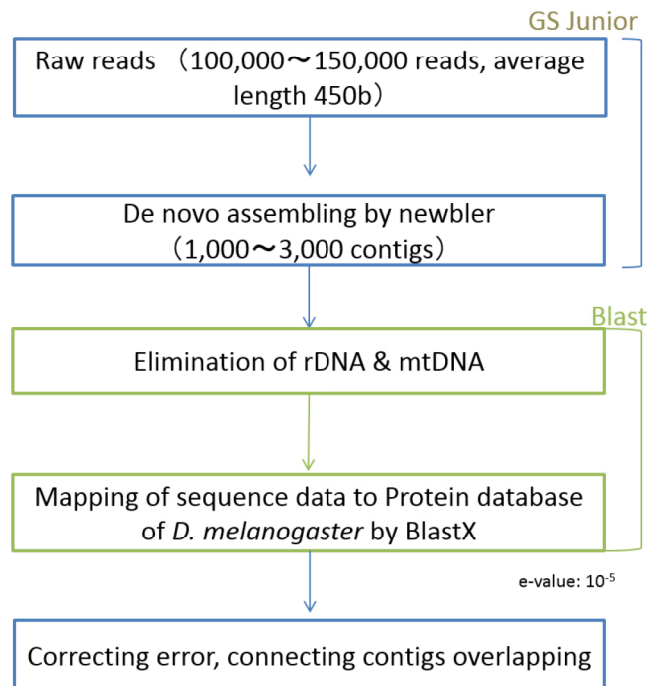 GS Junior
Raw reads （100,000～150,000 reads, average
length 450b）
De novo assembling by newbler
（1,000～3,000 contigs）
Blast
Elimination of rDNA & mtDNA
Mapping of sequence data to Protein database
of D. melanogaster by BlastX
e-value: 10⁻⁵
Correcting error, connecting contigs overlapping